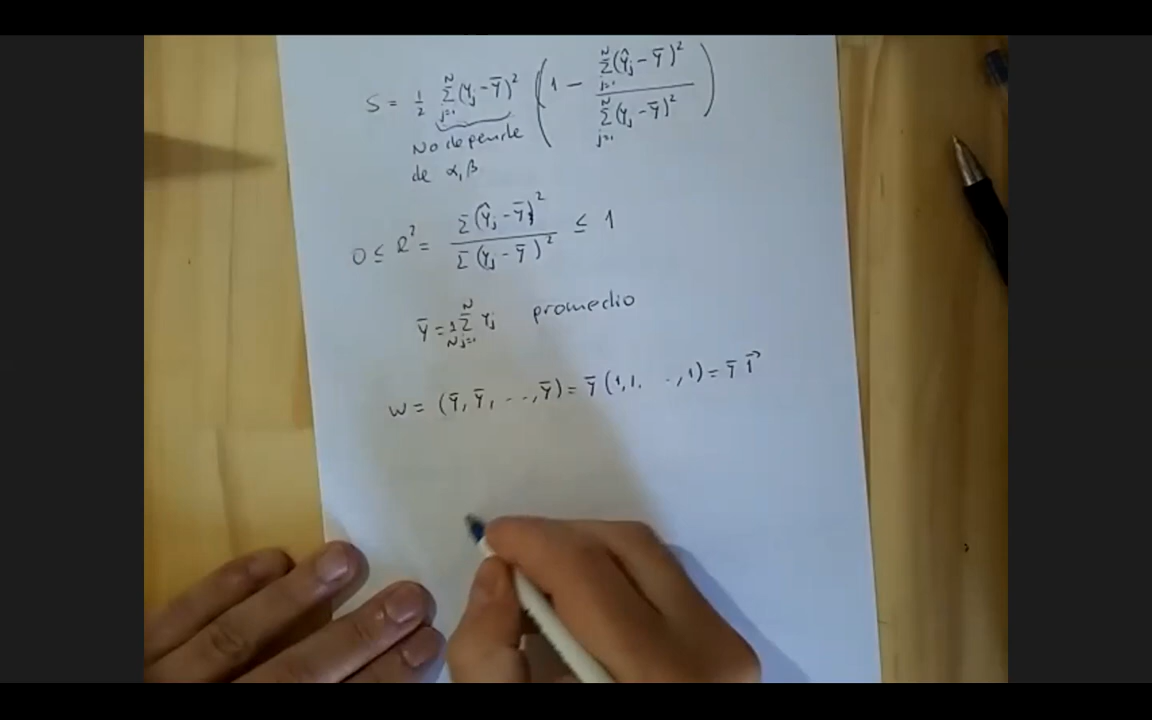 S = 1/2 Σ_{j=1}^{N} (Y_j - Ȳ)² (1 - Σ_{j=1}^{N} (Ŷ_j - Ȳ)² / Σ_{j=1}^{N} (Y_j - Ȳ)²)
No depende
de α, β
0 ≤ R² = Σ(Ŷ_j - Ȳ)² / Σ(Y_j - Ȳ)² ≤ 1
Ȳ = 1/N Σ_{j=1}^{N} Y_j promedio
W = (Ȳ, Ȳ, ..., Ȳ) = Ȳ (1, 1, ..., 1) = Ȳ 1⃗